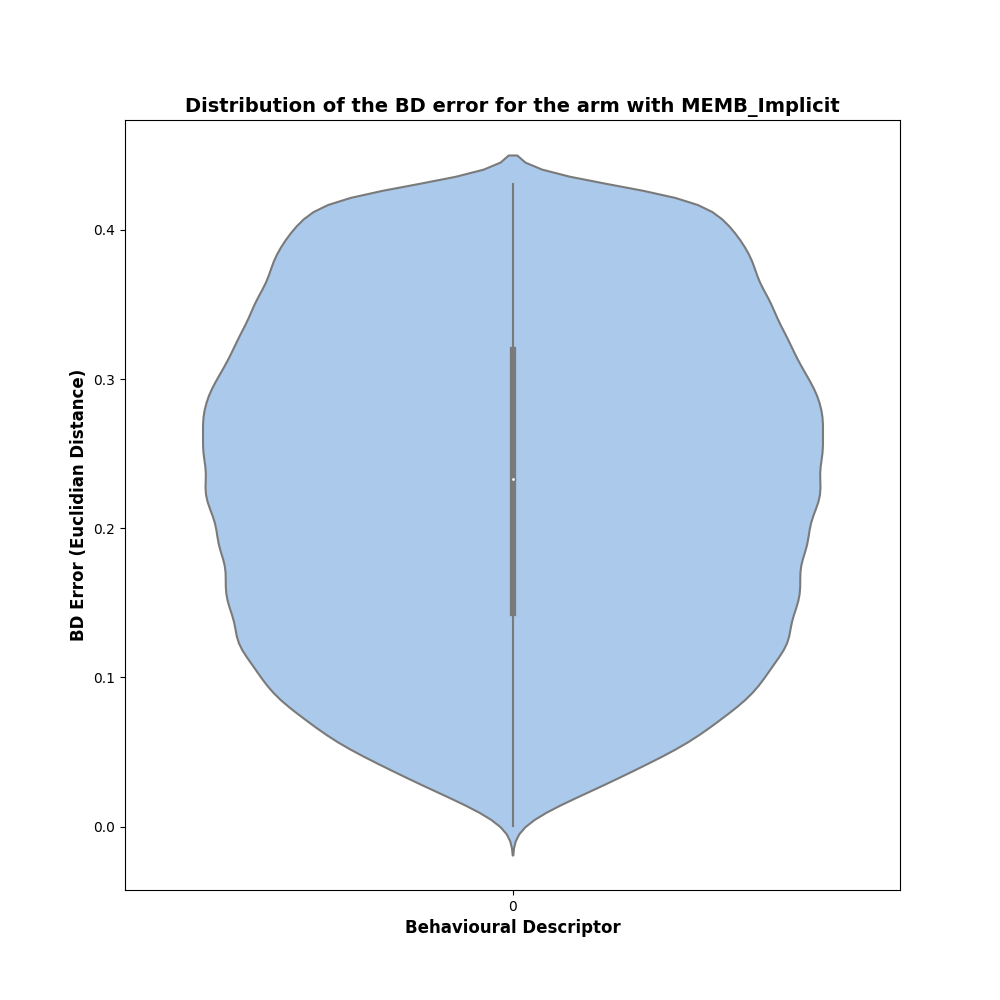 Distribution of the BD error for the arm with MEMB_Implicit
BD Error (Euclidian Distance)
0.4
0.3
0.2
0.1
0.0
0
Behavioural Descriptor